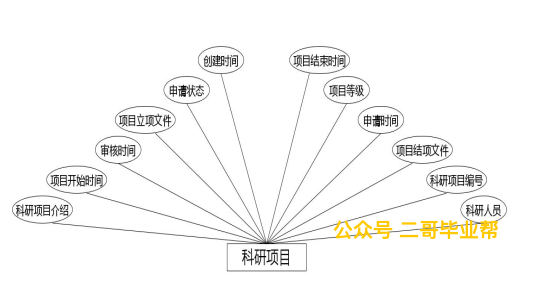 创建时间
项目结束时间
申请状态
项目等级
项目立项文件
申请时间
审核时间
项目结项文件
项目开始时间
科研项目编号
科研项目介绍
科研人员
公众号 二哥毕业帮
科研项目